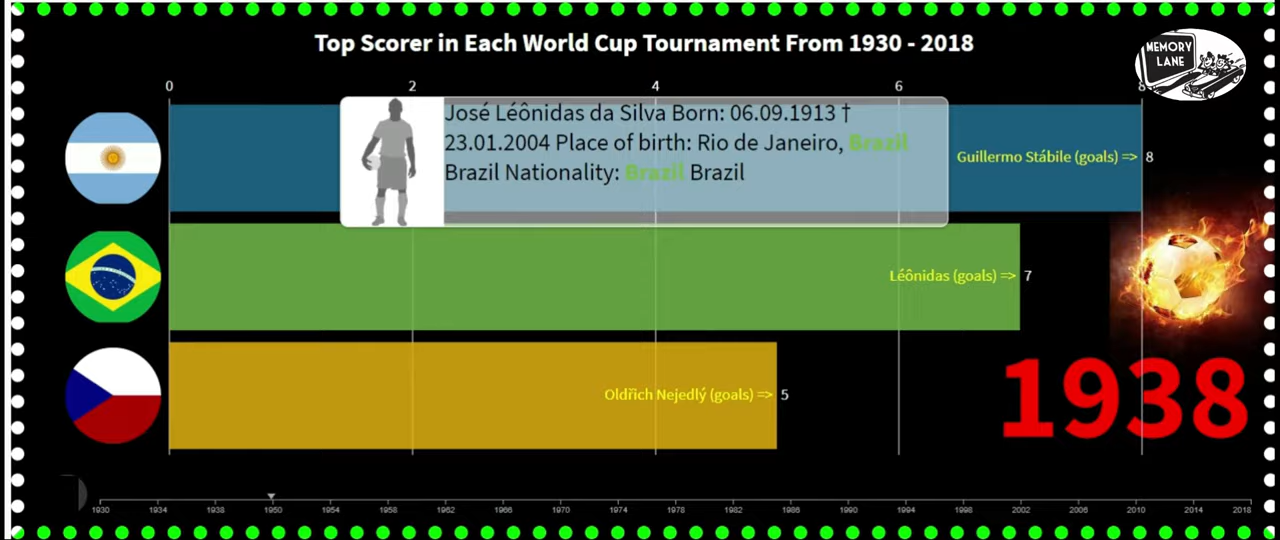 Top Scorer in Each World Cup Tournament From 1930 - 2018
MEMORY
LANE
0 2 4 6 8
José Léônidas da Silva Born: 06.09.1913 †
23.01.2004 Place of birth: Rio de Janeiro, Brazil
Brazil Nationality: Brazil Brazil
Guillermo Stábile (goals) => 8
Léônidas (goals) => 7
Oldřich Nejedlý (goals) => 5
1938
1930 1934 1938 1950 1954 1958 1962 1966 1970 1974 1978 1982 1986 1990 1994 1998 2002 2006 2010 2014 2018